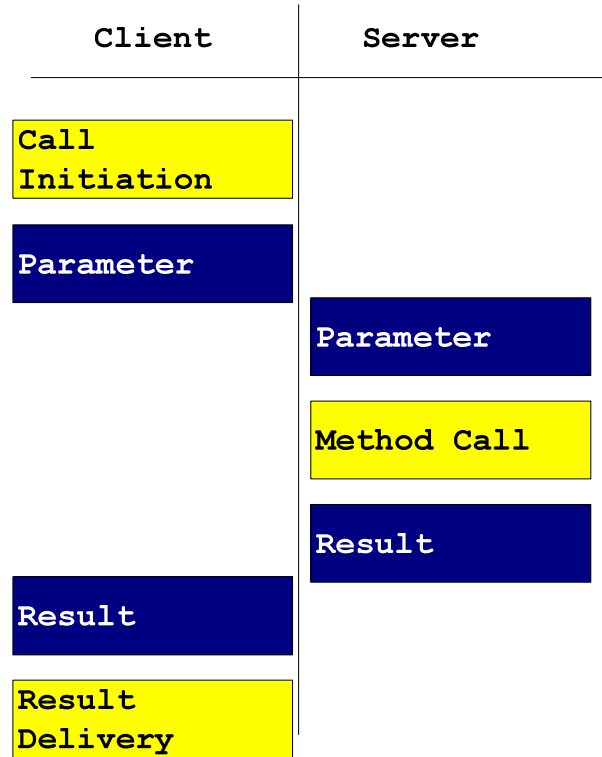 Client
Server
Call
Initiation
Parameter
Parameter
Method Call
Result
Result
Result
Delivery